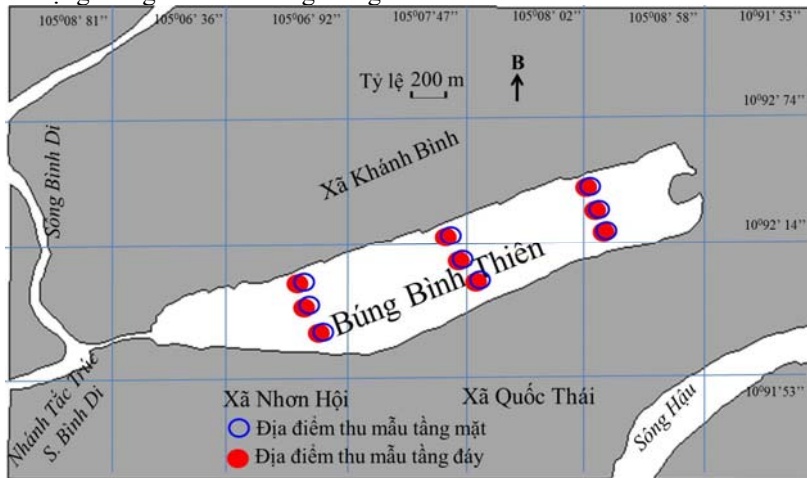 105⁰08' 81'' 105⁰06' 36'' 105⁰06' 92'' 105⁰07'47'' 105⁰08' 02'' 105⁰08' 58'' 10⁰91' 53''
B
Tỷ lệ 200 m
10⁰92' 74''
Sông Bình Di
Xã Khánh Bình
10⁰92' 14''
Búng Bình Thiên
Nhánh Tắc Trúc
S. Bình Di
Xã Nhơn Hội
Xã Quốc Thái
10⁰91'53''
Sông Hậu
Địa điểm thu mẫu tầng mặt
Địa điểm thu mẫu tầng đáy